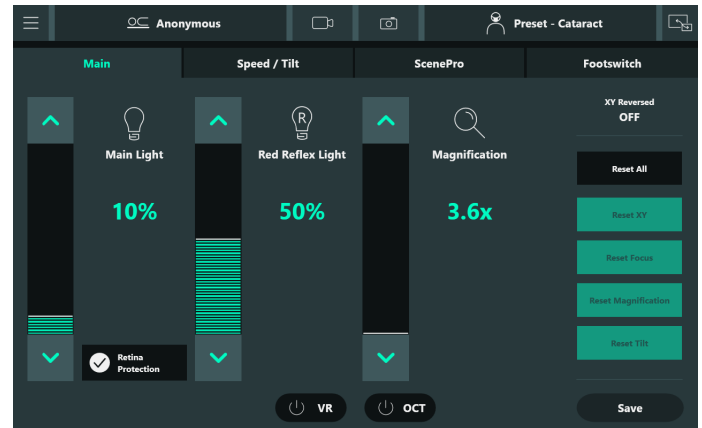 Anonymous
Preset - Cataract
Main
Speed / Tilt
ScenePro
Footswitch
Main Light
10%
Retina
Protection
R
Red Reflex Light
50%
Magnification
3.6x
XY Reversed
OFF
Reset All
Reset XY
Reset Focus
Reset Magnification
Reset Tilt
VR
OCT
Save